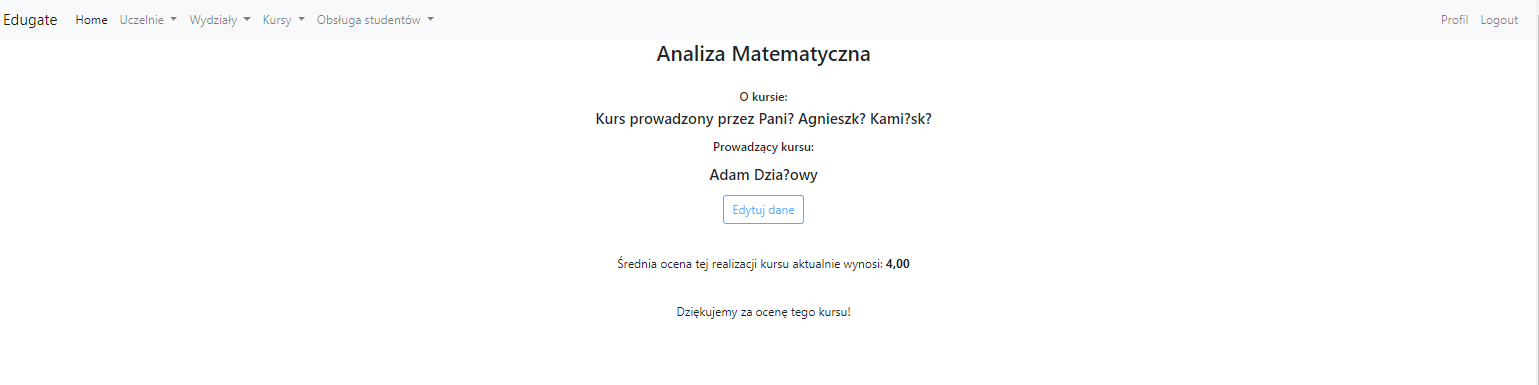 Edugate Home Uczelnie Wydziały Kursy Obsługa studentów Profil Logout
Analiza Matematyczna
O kursie:
Kurs prowadzony przez Pani? Agnieszk? Kami?sk?
Prowadzący kursu:
Adam Dzia?owy
Edytuj dane
Średnia ocena tej realizacji kursu aktualnie wynosi: 4,00
Dziękujemy za ocenę tego kursu!